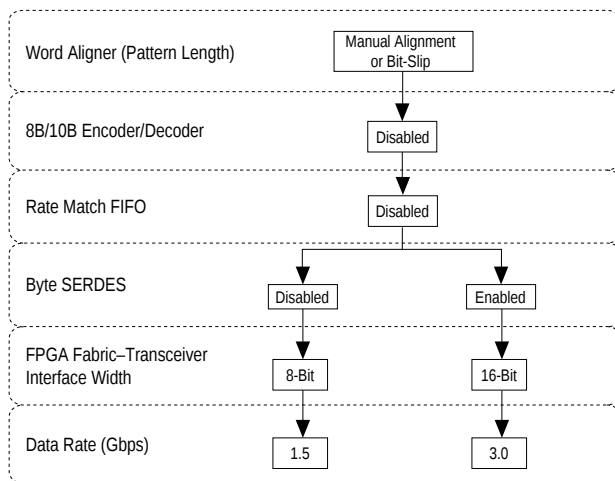 Word Aligner (Pattern Length)
Manual Alignment
or Bit-Slip
8B/10B Encoder/Decoder
Disabled
Rate Match FIFO
Disabled
Byte SERDES
Disabled
Enabled
FPGA Fabric–Transceiver
Interface Width
8-Bit
16-Bit
Data Rate (Gbps)
1.5
3.0